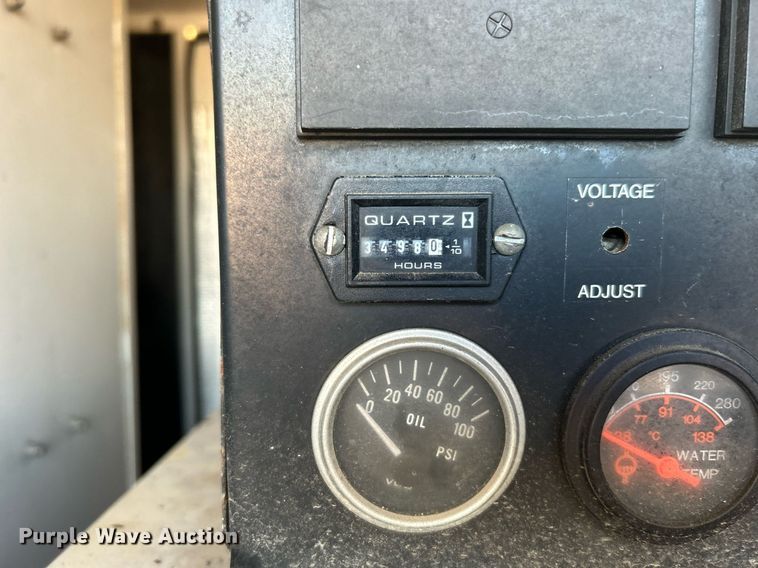 QUARTZ
34980 1/10
HOURS
VOLTAGE
ADJUST
0 20 40 60 80 100
OIL
PSI
195 220 280
77 91 104 138
°C
WATER
TEMP
Purple Wave Auction